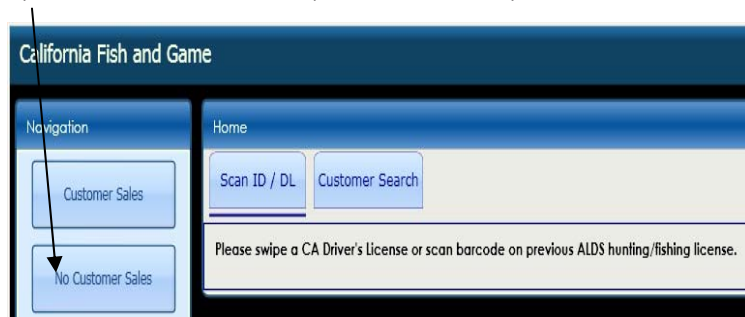 California Fish and Game
Navigation
Home
Customer Sales
Scan ID / DL
Customer Search
Please swipe a CA Driver's License or scan barcode on previous ALDS hunting/fishing license.
No Customer Sales